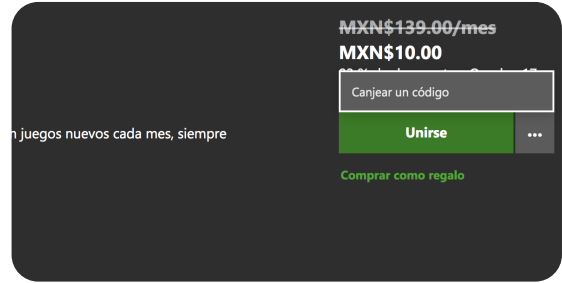 MXN$139.00/mes
MXN$10.00
Canjear un código
juegos nuevos cada mes, siempre
Unirse
...
Comprar como regalo